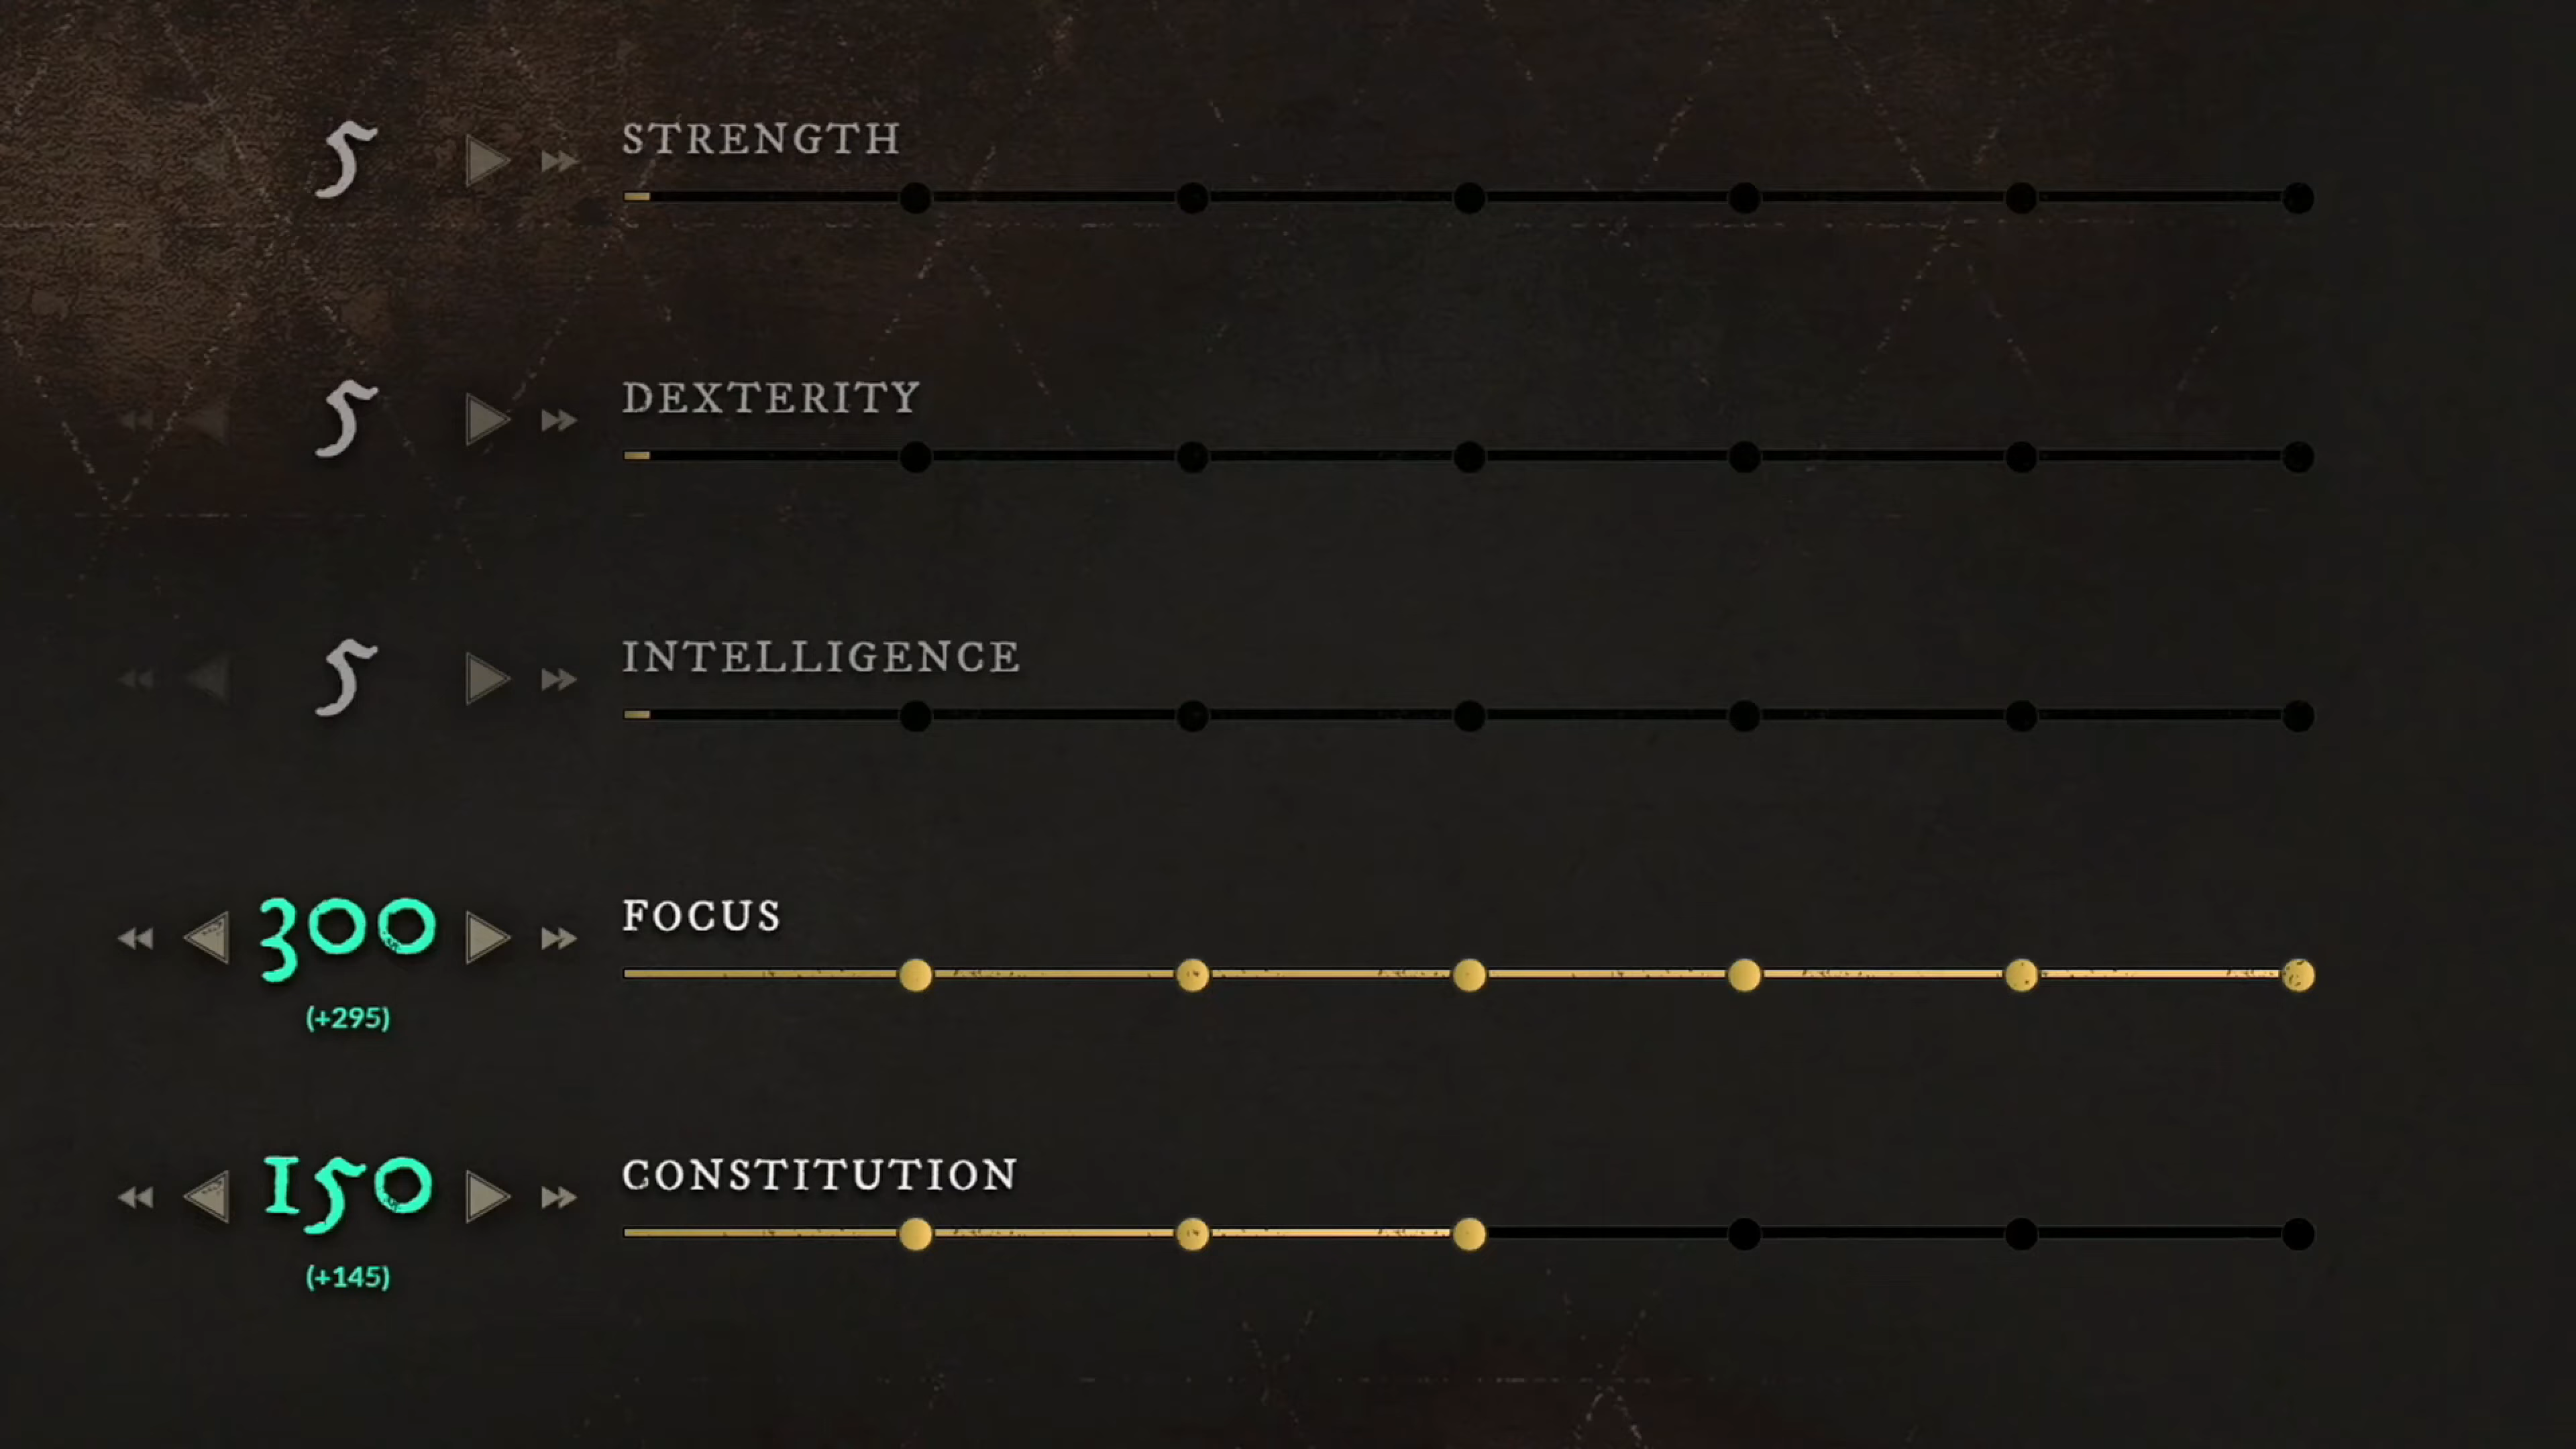 5 STRENGTH
5 DEXTERITY
5 INTELLIGENCE
300 FOCUS
(+295)
150 CONSTITUTION
(+145)